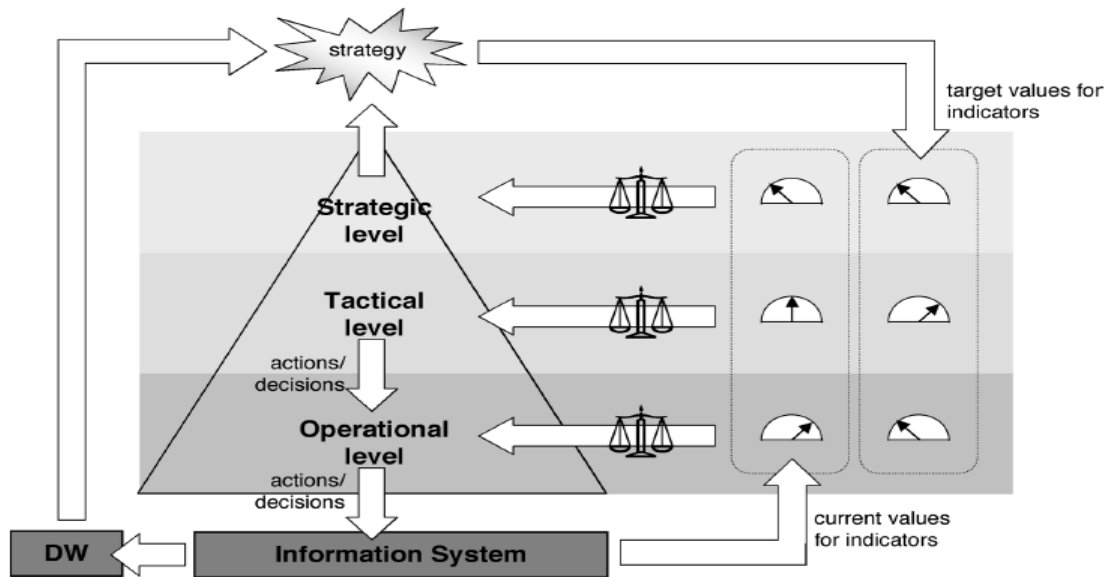 strategy
target values for
indicators
Strategic
level
Tactical
level
actions/
decisions
Operational
level
actions/
decisions
current values
for indicators
DW
Information System